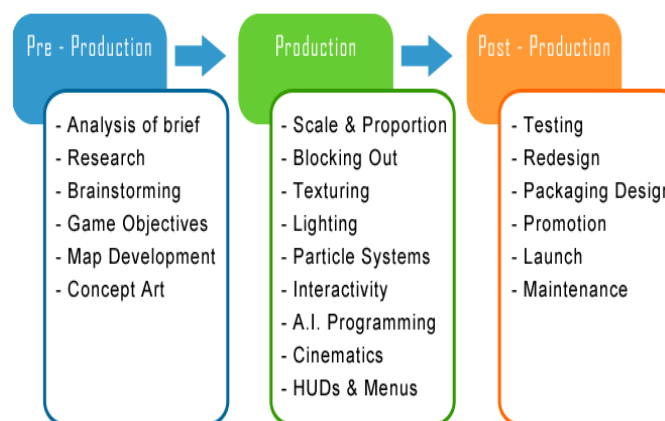 Pre - Production
- Analysis of brief
- Research
- Brainstorming
- Game Objectives
- Map Development
- Concept Art
Production
- Scale & Proportion
- Blocking Out
- Texturing
- Lighting
- Particle Systems
- Interactivity
- A.I. Programming
- Cinematics
- HUDs & Menus
Post - Production
- Testing
- Redesign
- Packaging Design
- Promotion
- Launch
- Maintenance